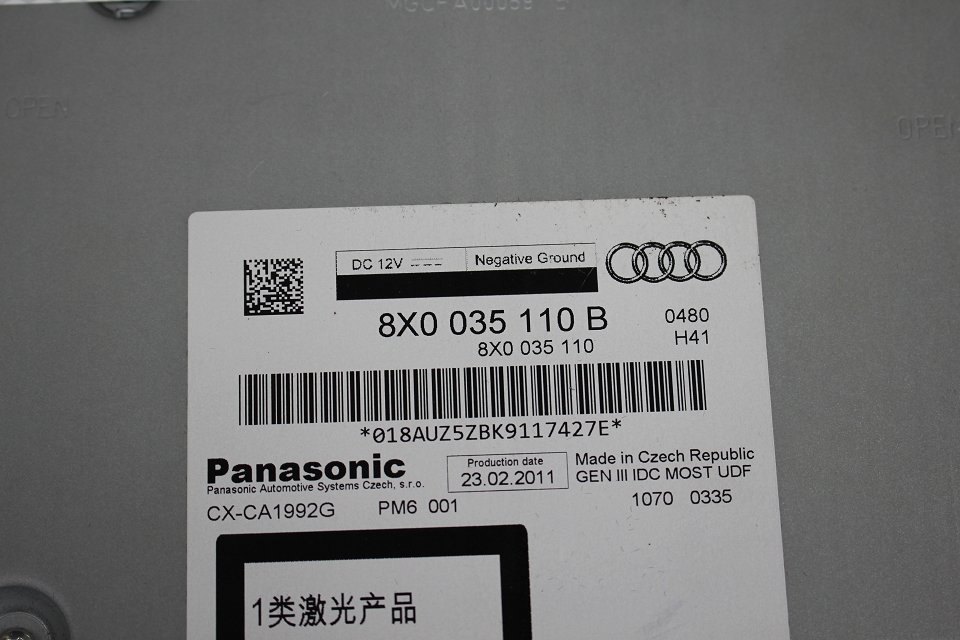 OPEN
OPEN
DC 12V Negative Ground
8X0 035 110 B 0480
8X0 035 110 H41
*018AUZ5ZBK9117427E*
Panasonic Production date Made in Czech Republic
Panasonic Automotive Systems Czech, s.r.o. 23.02.2011 GEN III IDC MOST UDF
CX-CA1992G PM6 001 1070 0335
1类激光产品